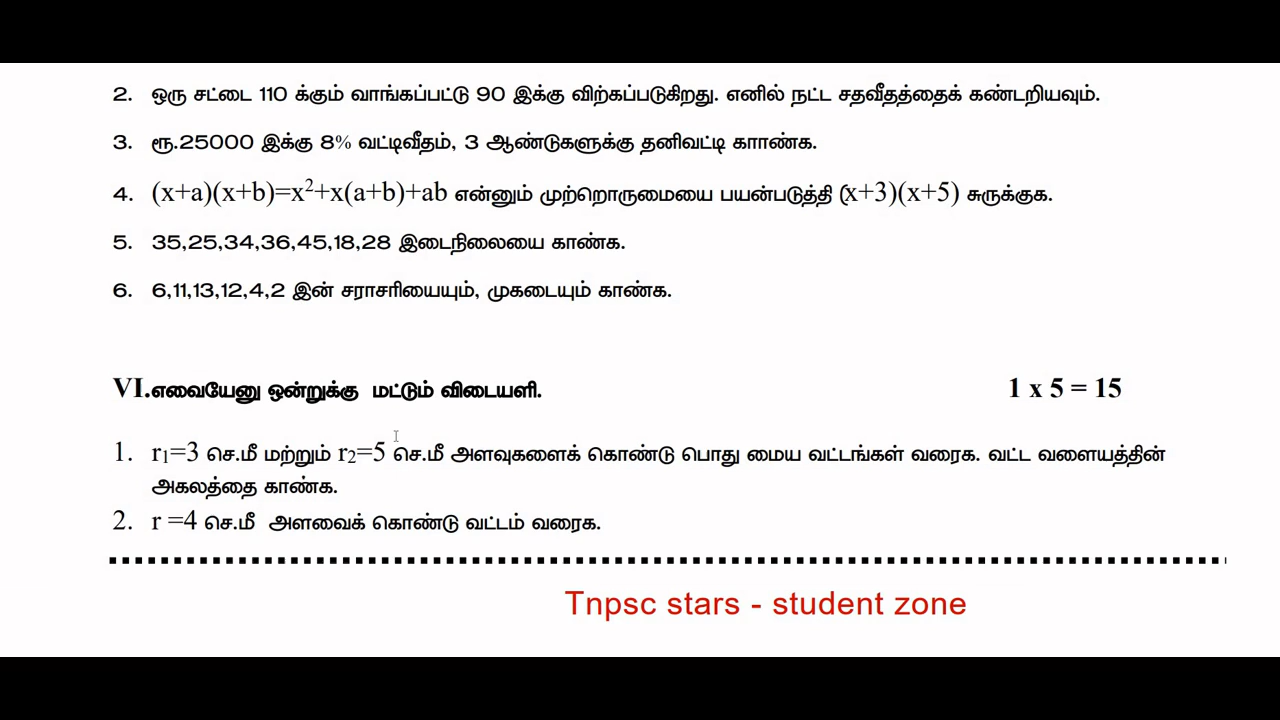 2. ஒரு சட்டை 110 க்கும் வாங்கப்பட்டு 90 இக்கு விற்கப்படுகிறது. எனில் நட்ட சதவீதத்தைக் கண்டறியவும்.
3. ரூ.25000 இக்கு 8% வட்டிவீதம், 3 ஆண்டுகளுக்கு தனிவட்டி காாண்க.
4. (x+a)(x+b)=x²+x(a+b)+ab என்னும் முற்றொருமையை பயன்படுத்தி (x+3)(x+5) சுருக்குக.
5. 35,25,34,36,45,18,28 இடைநிலையை காண்க.
6. 6,11,13,12,4,2 இன் சராசரியையும், முகடையும் காண்க.
VI.எவையேனு ஒன்றுக்கு மட்டும் விடையளி. 1 x 5 = 15
1. r₁=3 செ.மீ மற்றும் r₂=5 செ.மீ அளவுகளைக் கொண்டு பொது மைய வட்டங்கள் வரைக. வட்ட வளையத்தின்
அகலத்தை காண்க.
2. r =4 செ.மீ அளவைக் கொண்டு வட்டம் வரைக.
Tnpsc stars - student zone